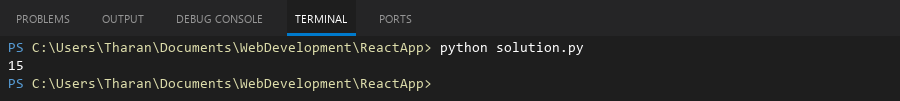 PROBLEMS OUTPUT DEBUG CONSOLE TERMINAL PORTS
PS C:\Users\Tharan\Documents\WebDevelopment\ReactApp> python solution.py
15
PS C:\Users\Tharan\Documents\WebDevelopment\ReactApp>